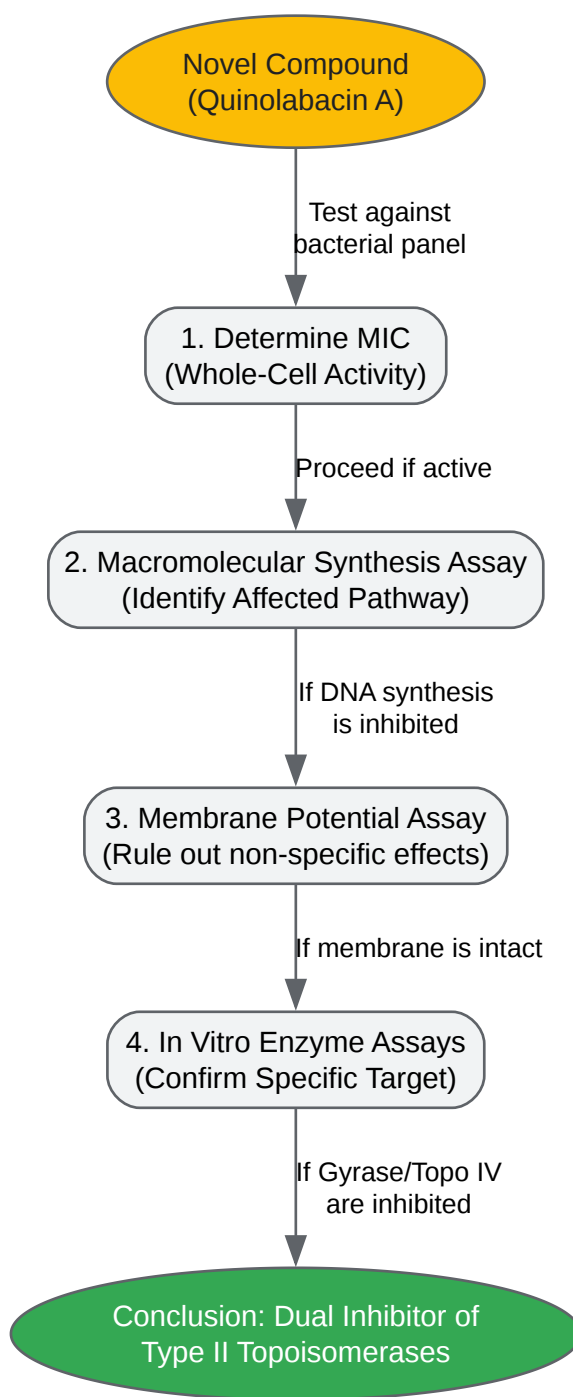 Novel Compound
(Quinolabacin A)
Test against
bacterial panel
1. Determine MIC
(Whole-Cell Activity)
Proceed if active
2. Macromolecular Synthesis Assay
(Identify Affected Pathway)
If DNA synthesis
is inhibited
3. Membrane Potential Assay
(Rule out non-specific effects)
If membrane is intact
4. In Vitro Enzyme Assays
(Confirm Specific Target)
If Gyrase/Topo IV
are inhibited
Conclusion: Dual Inhibitor of
Type II Topoisomerases